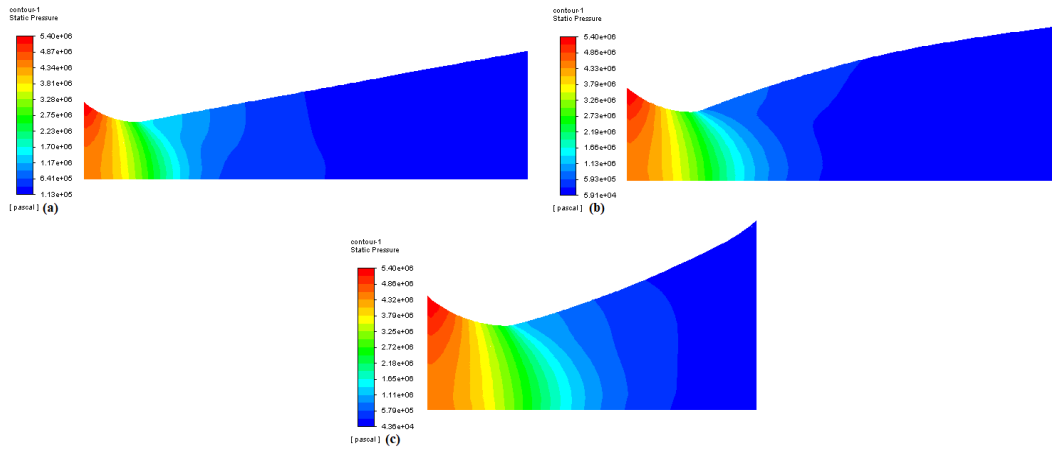 contour-1
Static Pressure
5.40e+06
4.87e+06
4.34e+06
3.81e+06
3.28e+06
2.75e+06
2.23e+06
1.70e+06
1.17e+06
6.41e+05
1.13e+05
[ pascal ] (a)
contour-1
Static Pressure
5.40e+06
4.86e+06
4.33e+06
3.80e+06
3.26e+06
2.73e+06
2.19e+06
1.66e+06
1.13e+06
5.93e+05
5.91e+04
[ pascal ] (b)
contour-1
Static Pressure
5.40e+06
4.86e+06
4.32e+06
3.79e+06
3.25e+06
2.72e+06
2.18e+06
1.65e+06
1.11e+06
5.79e+05
4.36e+04
[ pascal ] (c)